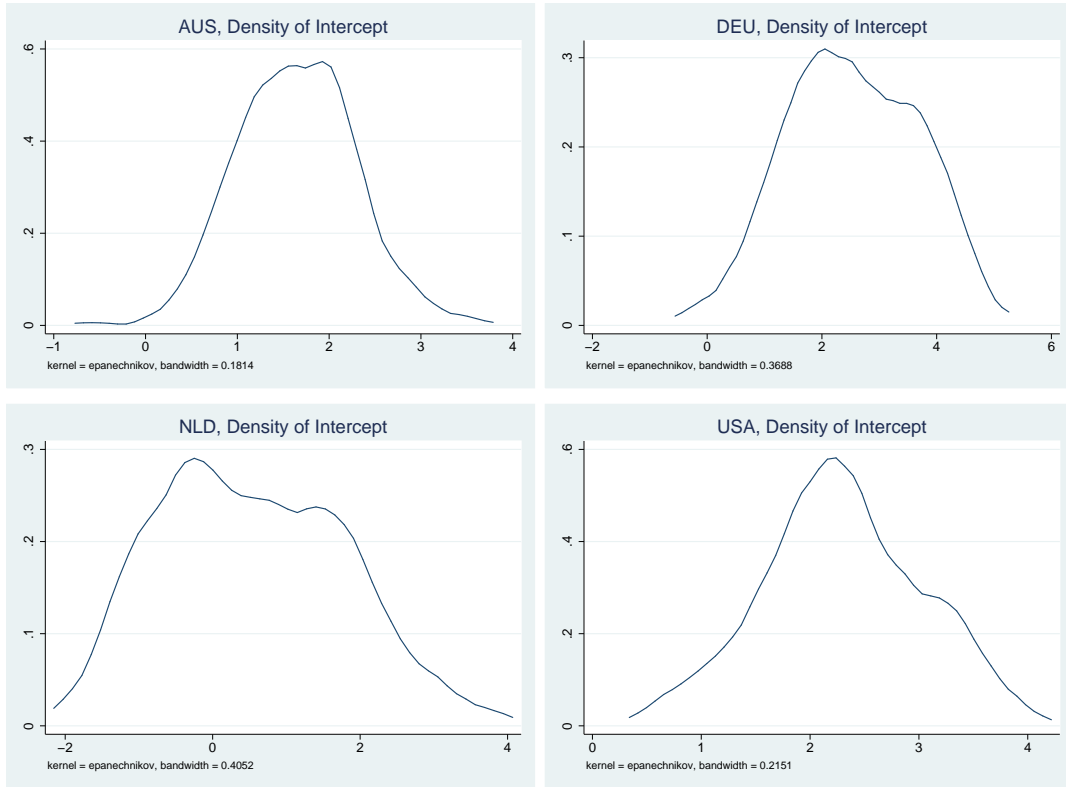 AUS, Density of Intercept
.6
.4
.2
0
−1 0 1 2 3 4
kernel = epanechnikov, bandwidth = 0.1814
DEU, Density of Intercept
.3
.2
.1
0
−2 0 2 4 6
kernel = epanechnikov, bandwidth = 0.3688
NLD, Density of Intercept
.3
.2
.1
0
−2 0 2 4
kernel = epanechnikov, bandwidth = 0.4052
USA, Density of Intercept
.6
.4
.2
0
0 1 2 3 4
kernel = epanechnikov, bandwidth = 0.2151